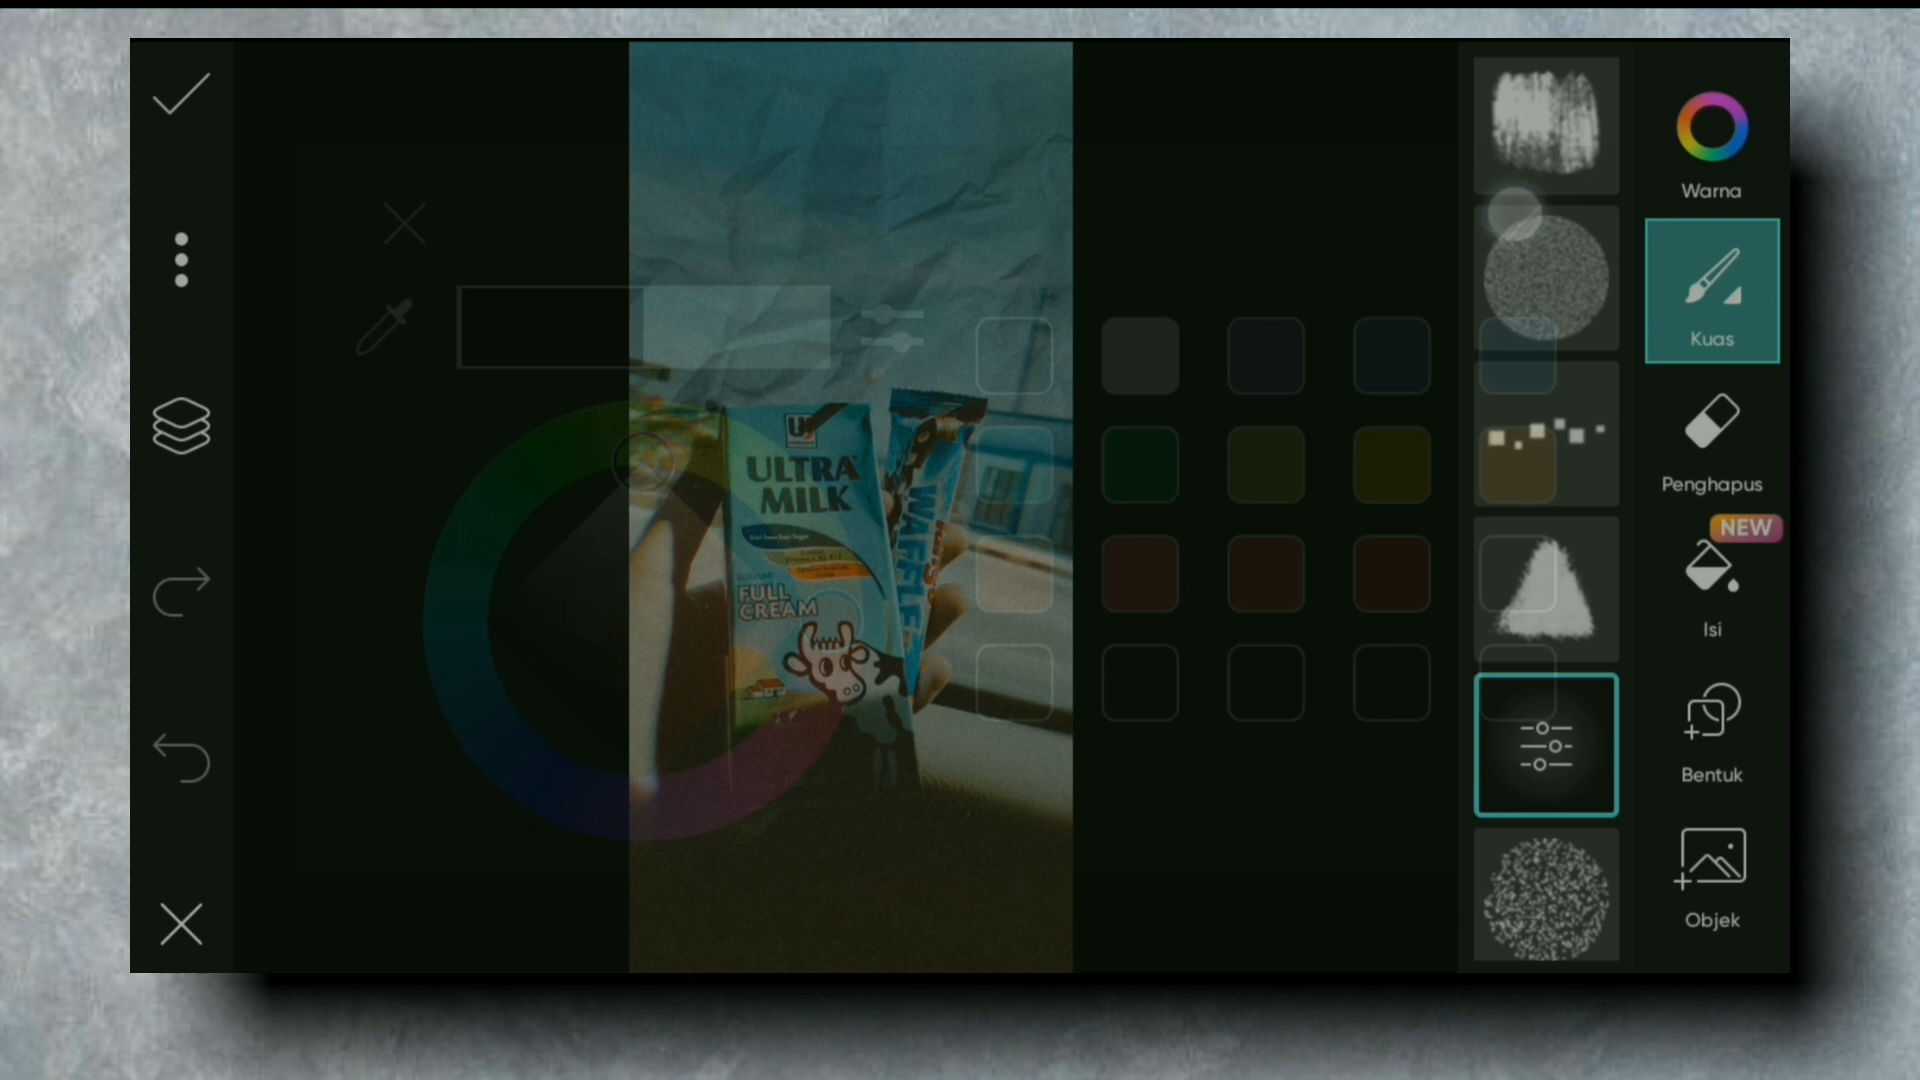 Warna
Kuas
Penghapus
NEW
Isi
Bentuk
Objek
U
ULTRA
MILK
FULL
CREAM
WAFFLE